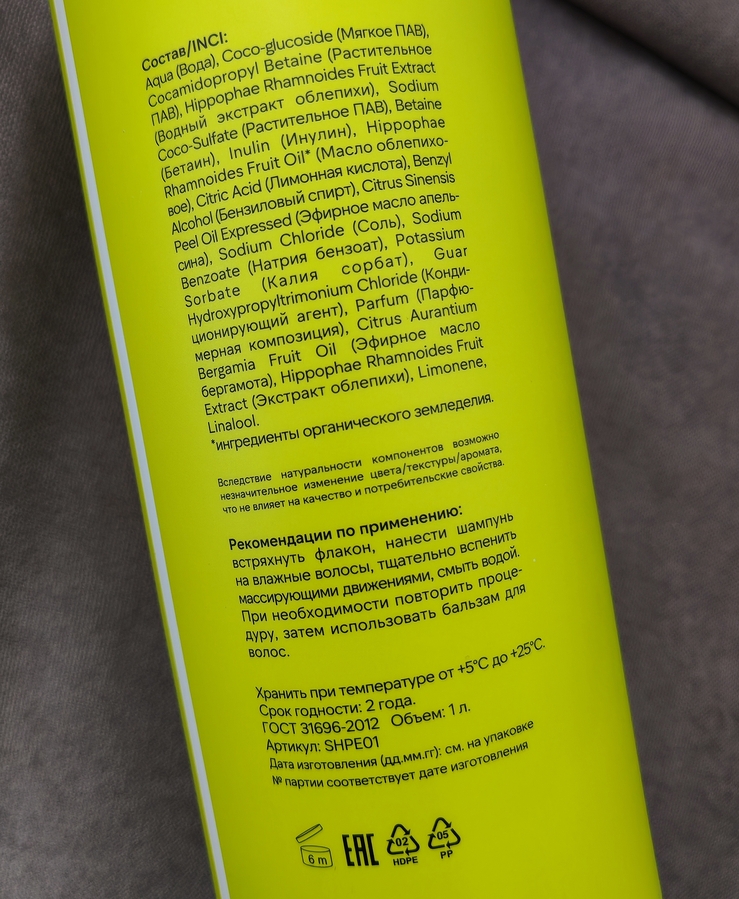 Состав/INCI:
Aqua (Вода), Coco-glucoside (Мягкое ПАВ),
Cocamidopropyl Betaine (Растительное
ПАВ), Hippophae Rhamnoides Fruit Extract
(Водный экстракт облепихи), Sodium
Coco-Sulfate (Растительное ПАВ), Betaine
(Бетаин), Inulin (Инулин), Hippophae
Rhamnoides Fruit Oil* (Масло облепихо-
вое), Citric Acid (Лимонная кислота), Benzyl
Alcohol (Бензиловый спирт), Citrus Sinensis
Peel Oil Expressed (Эфирное масло апель-
сина), Sodium Chloride (Соль), Sodium
Benzoate (Натрия бензоат), Potassium
Sorbate (Калия сорбат), Guar
Hydroxypropyltrimonium Chloride (Конди-
ционирующий агент), Parfum (Парфю-
мерная композиция), Citrus Aurantium
Bergamia Fruit Oil (Эфирное масло
бергамота), Hippophae Rhamnoides Fruit
Extract (Экстракт облепихи), Limonene,
Linalool.
*ингредиенты органического земледелия.
Вследствие натуральности компонентов возможно
незначительное изменение цвета/текстуры/аромата,
что не влияет на качество и потребительские свойства.
Рекомендации по применению:
встряхнуть флакон, нанести шампунь
на влажные волосы, тщательно вспенить
массирующими движениями, смыть водой.
При необходимости повторить проце-
дуру, затем использовать бальзам для
волос.
Хранить при температуре от +5°C до +25°C.
Срок годности: 2 года.
ГОСТ 31696-2012 Объем: 1 л.
Артикул: SHPE01
Дата изготовления (дд.мм.гг): см. на упаковке
№ партии соответствует дате изготовления
6 m EAC 02 05
HDPE PP